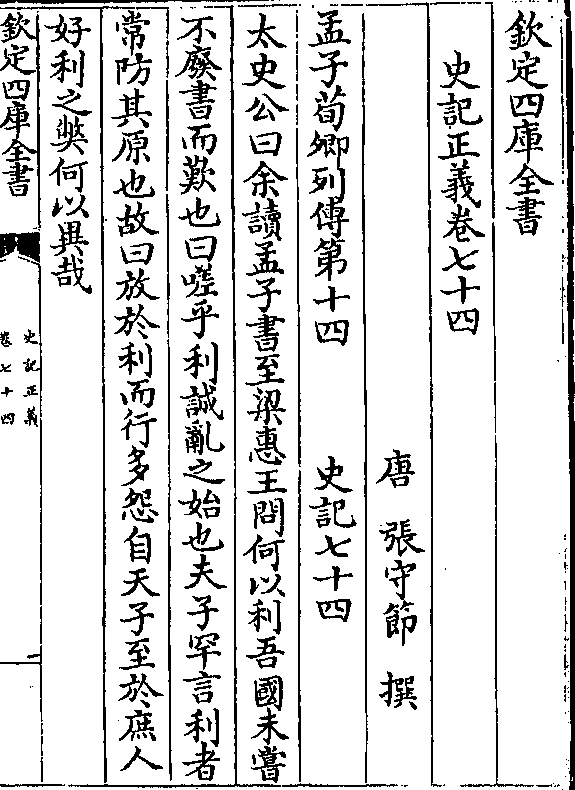 欽定四庫全書
史記正義卷七十四
唐 張守節 撰
孟子荀卿列傳第十四 史記七十四
太史公曰余讀孟子書至梁惠王問何以利吾國未嘗
不廢書而歎也曰嗟乎利誠亂之始也夫子罕言利者
常防其原也故曰放於利而行多怨自天子至於庶人
好利之弊何以異哉
欽定四庫全書
史記正義
卷七十四